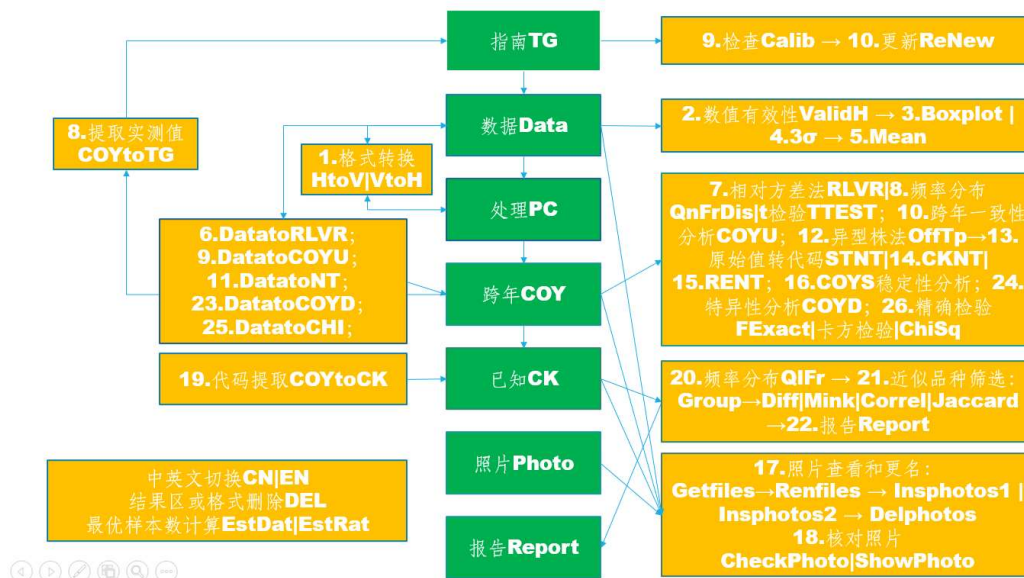 指南TG
9.检查Calib → 10.更新ReNew
8.提取实测值
COYtoTG
数据Data
2.数值有效性ValidH → 3.Boxplot |
4.3σ → 5.Mean
1.格式转换
HtoV|VtoH
处理PC
6.DatatoRLVR;
9.DatatoCOYU;
11.DatatoNT;
23.DatatoCOYD;
25.DatatoCHI;
跨年COY
7.相对方差法RLVR|8.频率分布
QnFrDis|t检验TTEST; 10.跨年一致性
分析COYU; 12.异型株法OffTp→13.
原始值转代码STNT|14.CKNT|
15.RENT; 16.COYS稳定性分析; 24.
特异性分析COYD; 26.精确检验
FExact|卡方检验|ChiSq
19.代码提取COYtoCK
已知CK
20.频率分布QlFr → 21.近似品种筛选:
Group→Diff|Mink|Correl|Jaccard
→22.报告Report
照片Photo
中英文切换CN|EN
结果区或格式删除DEL
最优样本数计算EstDat|EstRat
17.照片查看和更名:
Getfiles→Renfiles → Insphotos1 |
Insphotos2 → Delphotos
18.核对照片
CheckPhoto|ShowPhoto
报告Report